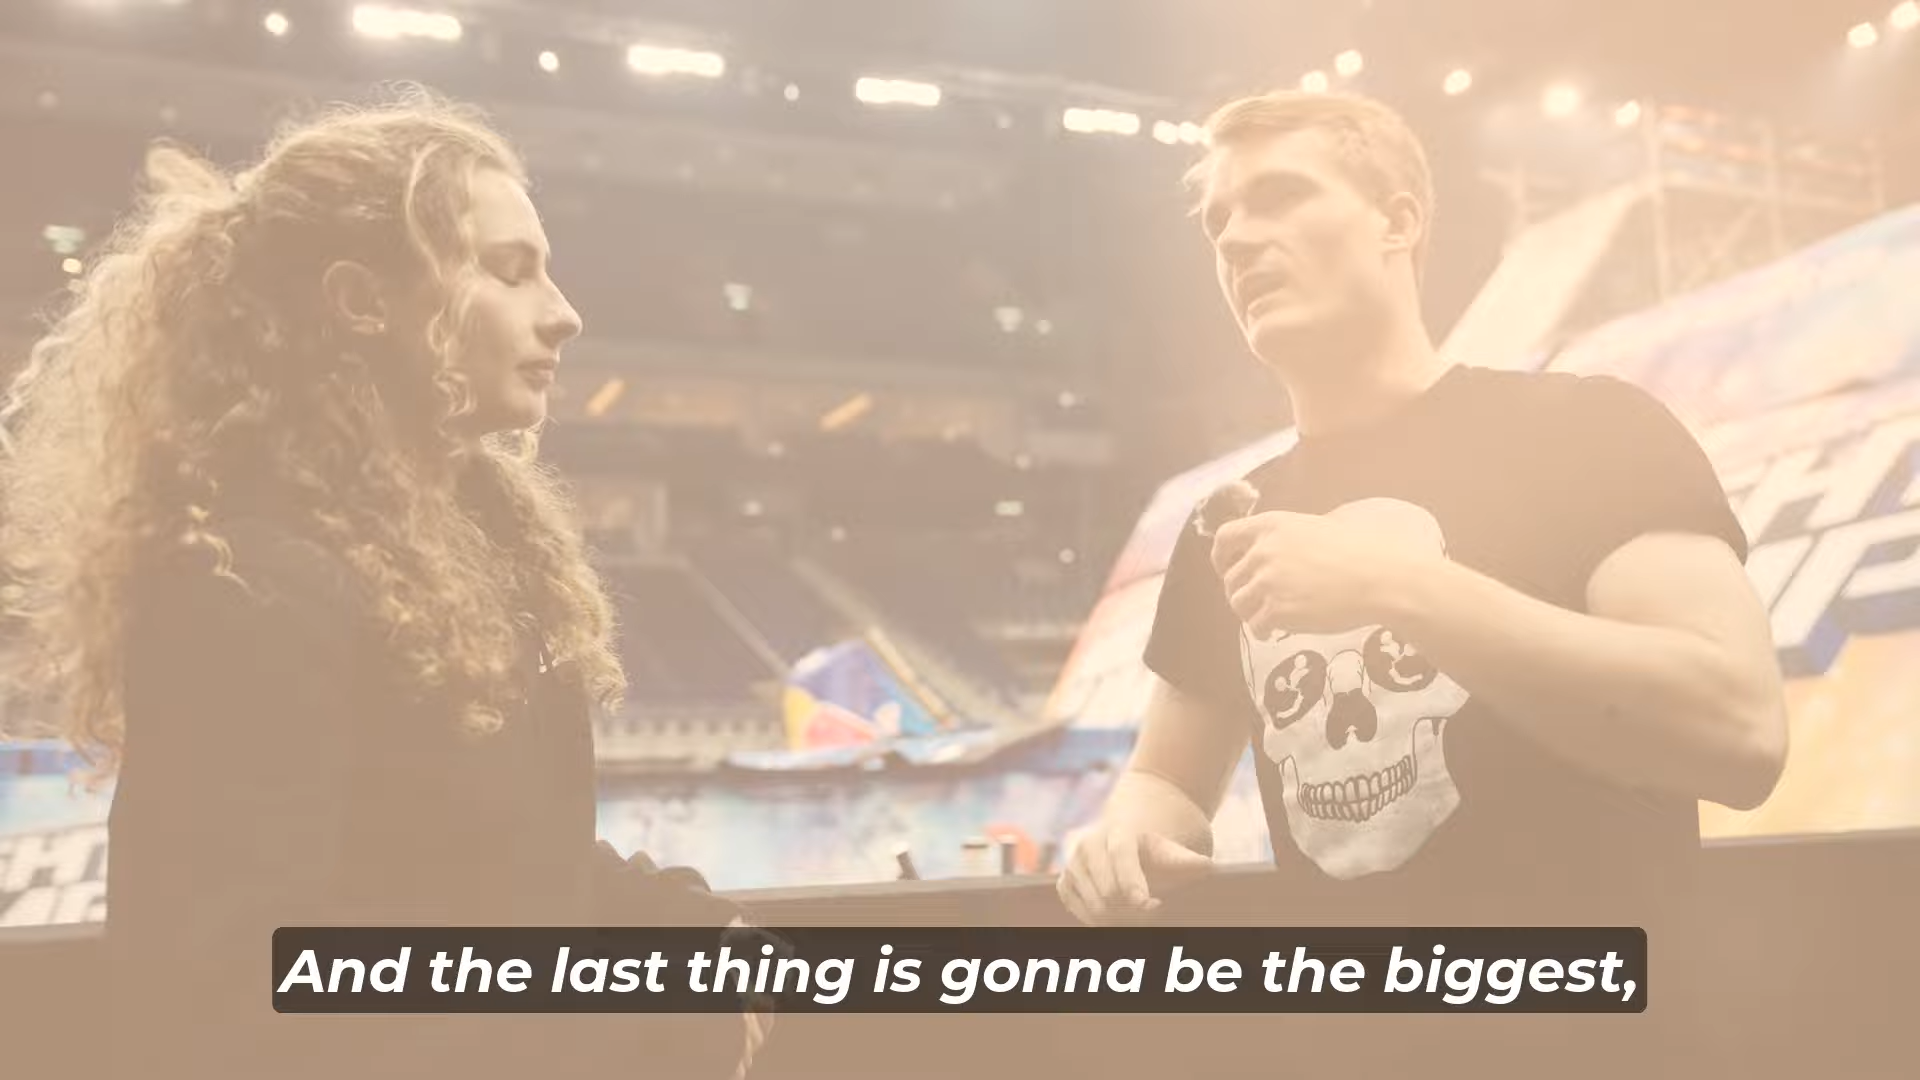 And the last thing is gonna be the biggest,